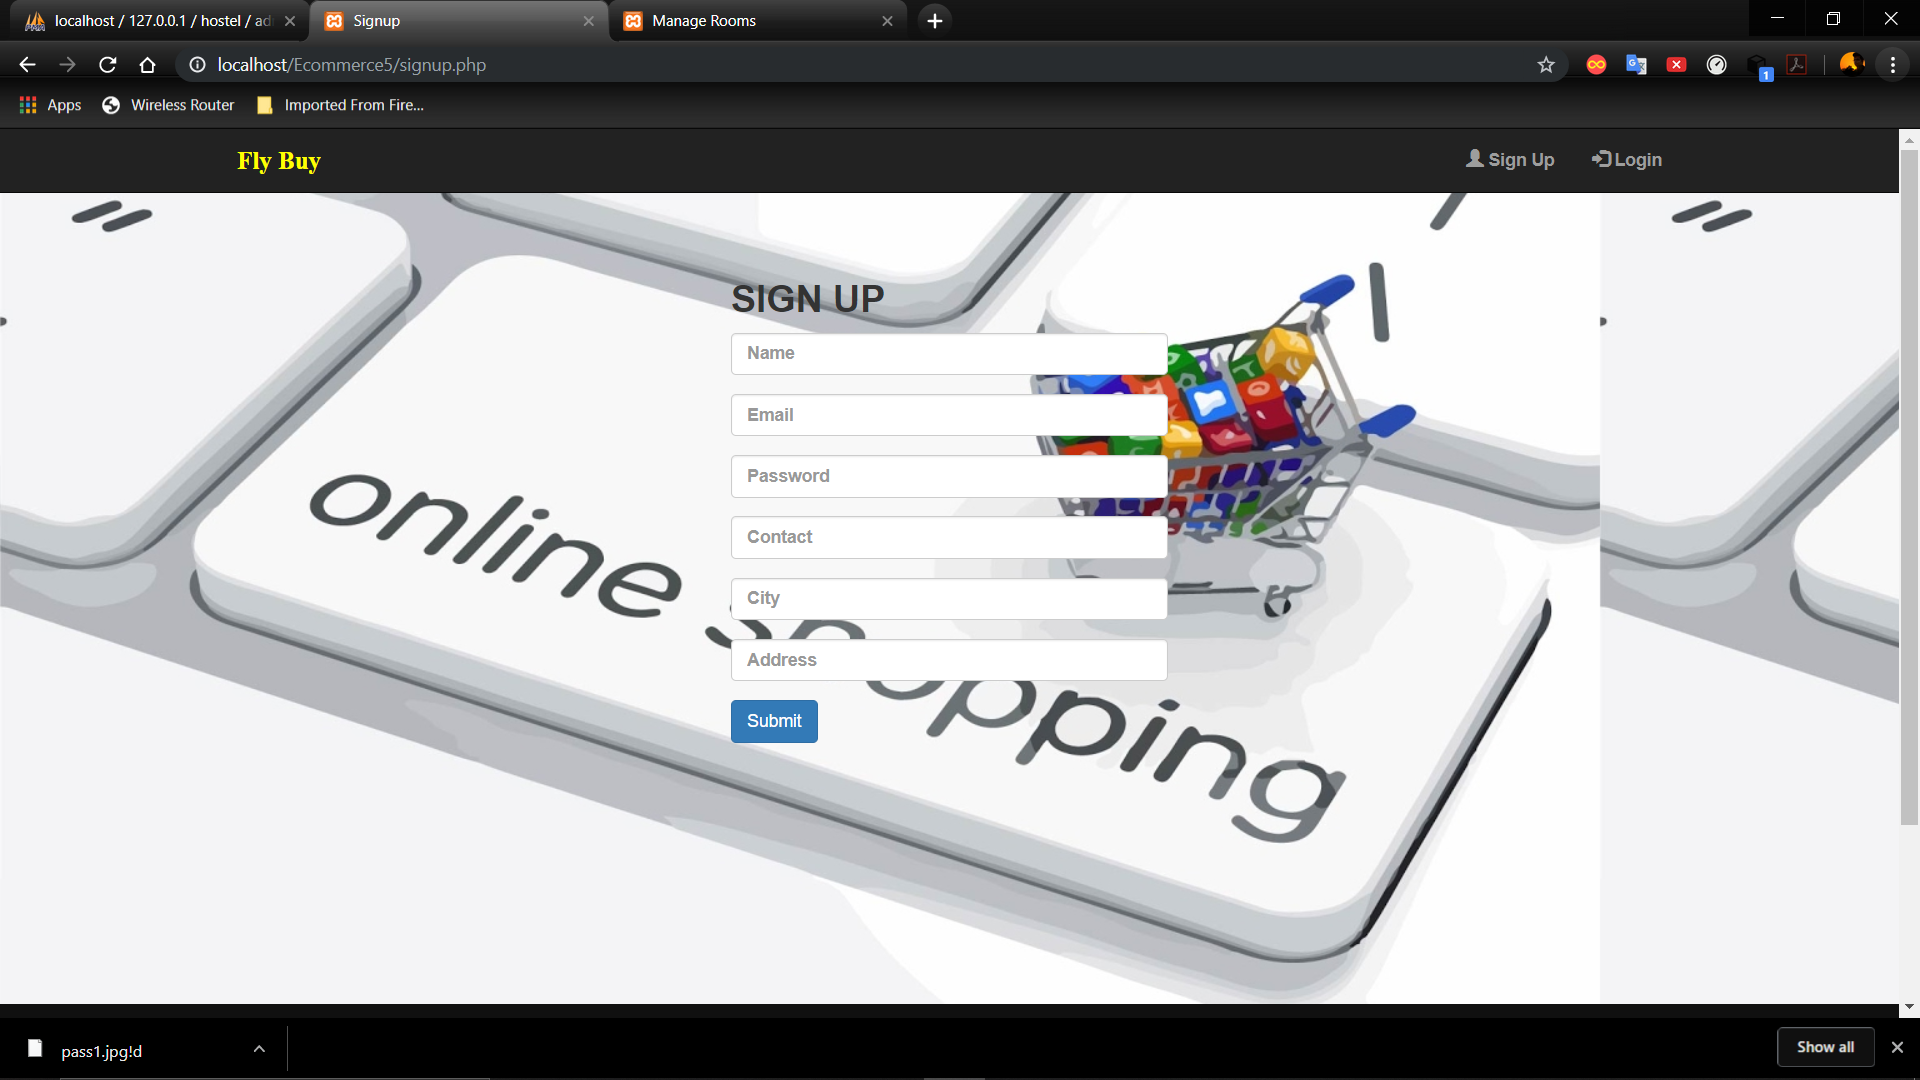 localhost / 127.0.0.1 / hostel / ad
Signup
Manage Rooms
localhost/Ecommerce5/signup.php
Apps
Wireless Router
Imported From Fire...
1
Fly Buy
Sign Up
Login
SIGN UP
Name
Email
Password
Contact
City
Address
Submit
online shopping
pass1.jpg!d
Show all